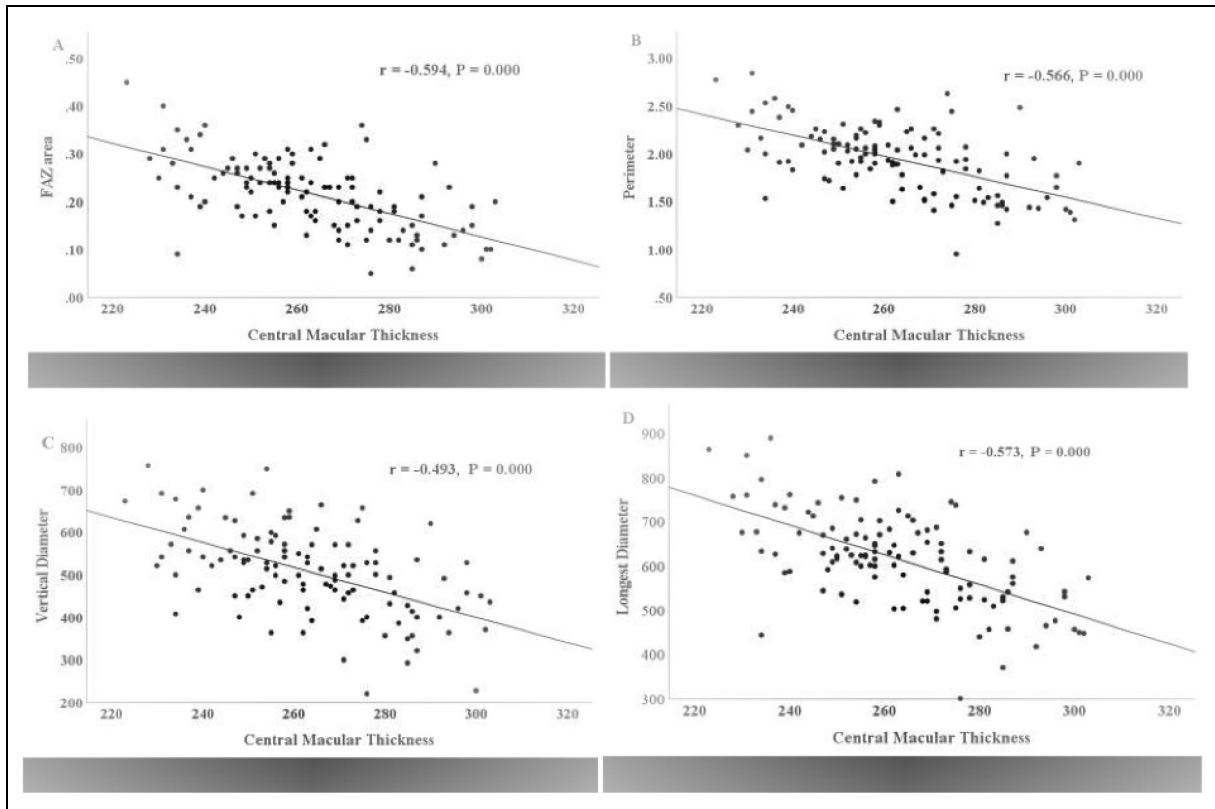 A
r = -0.594, P = 0.000
FAZ area
.50
.40
.30
.20
.10
.00
220 240 260 280 300 320
Central Macular Thickness
B
r = -0.566, P = 0.000
Perimeter
3.00
2.50
2.00
1.50
1.00
.50
220 240 260 280 300 320
Central Macular Thickness
C
r = -0.493, P = 0.000
Vertical Diameter
800
700
600
500
400
300
200
220 240 260 280 300 320
Central Macular Thickness
D
r = -0.573, P = 0.000
Longest Diameter
900
800
700
600
500
400
300
220 240 260 280 300 320
Central Macular Thickness